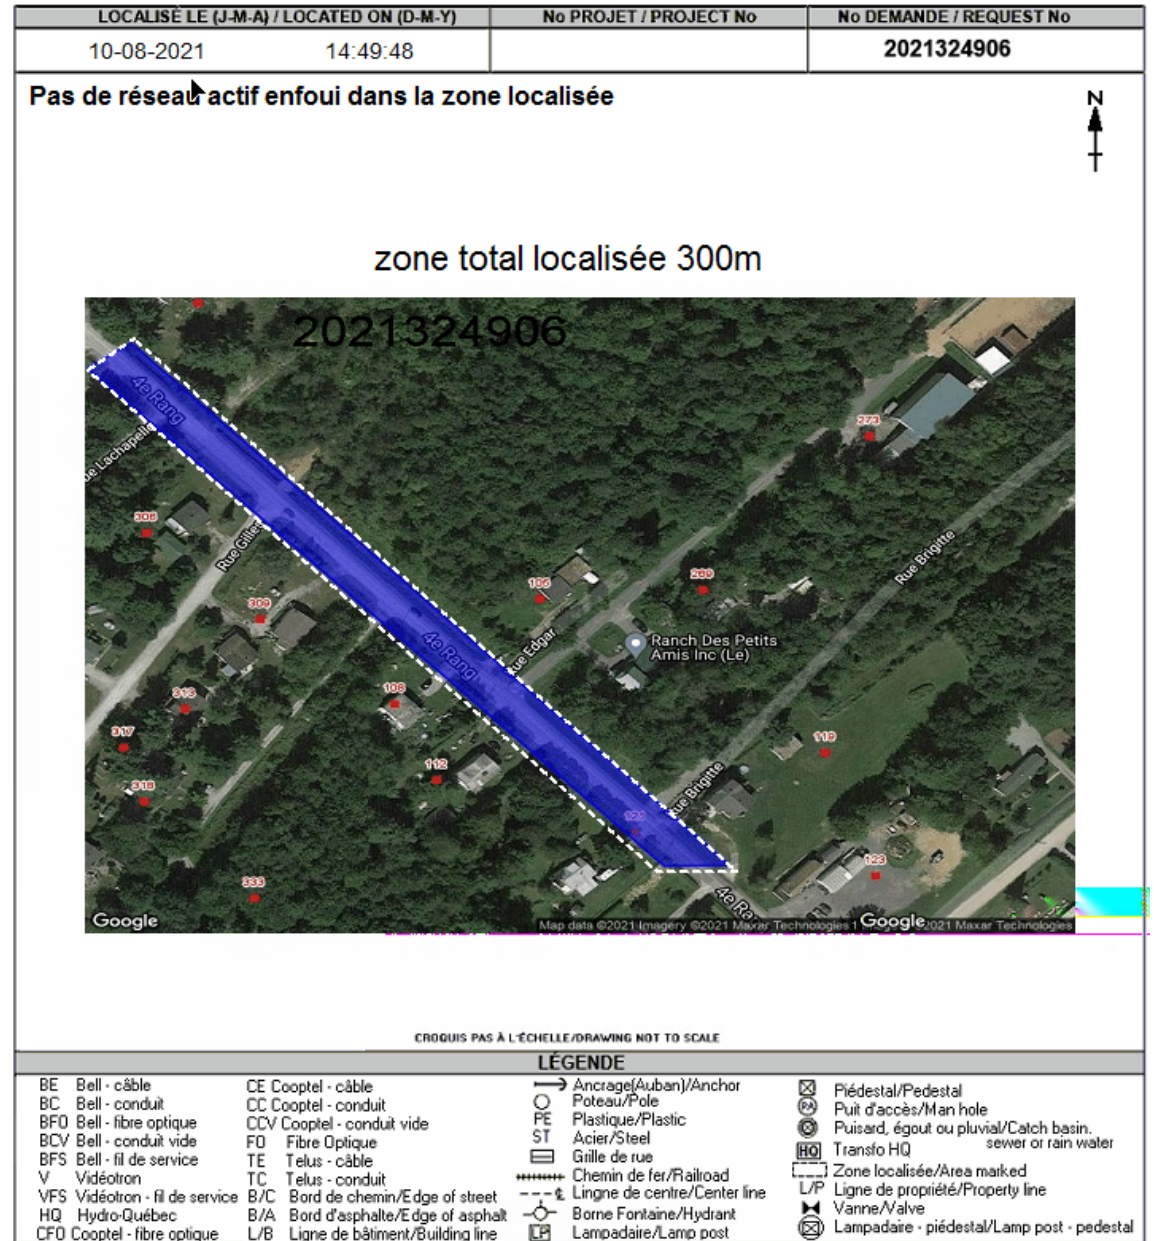 LOCALISÉ LE (J-M-A) / LOCATED ON (D-M-Y)
No PROJET / PROJECT No
No DEMANDE / REQUEST No
10-08-2021 14:49:48
2021324906
Pas de réseau actif enfoui dans la zone localisée
N
zone total localisée 300m
2021324906
4e Rang
273
306
Rue Gilles
Rue Brigitte
309
105
269
4e Rang
Rue Edgar
Ranch Des Petits
Amis Inc (Le)
313
108
317
119
112
318
Rue Brigitte
123
333
4e Ra
Google
Map data ©2021 Imagery ©2021 Maxar Technologies
Google
2021 Maxar Technologies
CROQUIS PAS À L'ÉCHELLE/DRAWING NOT TO SCALE
LÉGENDE
BE Bell - câble
BC Bell - conduit
BFO Bell - fibre optique
BCV Bell - conduit vide
BFS Bell - fil de service
V Vidéotron
VFS Vidéotron - fil de service
HQ Hydro-Québec
CFO Cooptel - fibre optique
CE Cooptel - câble
CC Cooptel - conduit
CCV Cooptel - conduit vide
FO Fibre Optique
TE Telus - câble
TC Telus - conduit
B/C Bord de chemin/Edge of street
B/A Bord d'asphalte/Edge of asphalt
L/B Ligne de bâtiment/Building line
Ancrage(Auban)/Anchor
Poteau/Pole
PE Plastique/Plastic
ST Acier/Steel
Grille de rue
Chemin de fer/Railroad
Lingne de centre/Center line
Borne Fontaine/Hydrant
LP Lampadaire/Lamp post
Piédestal/Pedestal
PA Puit d'accès/Man hole
Puisard, égout ou pluvial/Catch basin.
sewer or rain water
HQ Transfo HQ
Zone localisée/Area marked
L/P Ligne de propriété/Property line
Vanne/Valve
Lampadaire - piédestal/Lamp post - pedestal